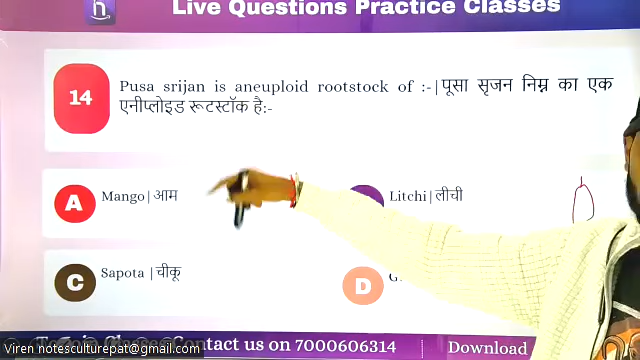 Live Questions Practice Classes
14
Pusa srijan is aneuploid rootstock of :-|पूसा सृजन निम्न का एक
एनीप्लोइड रूटस्टॉक है:-
A Mango|आम
Litchi|लीची
C Sapota |चीकू
D G
Contact us on 7000606314
Download
Viren notesculturepat@gmail.com